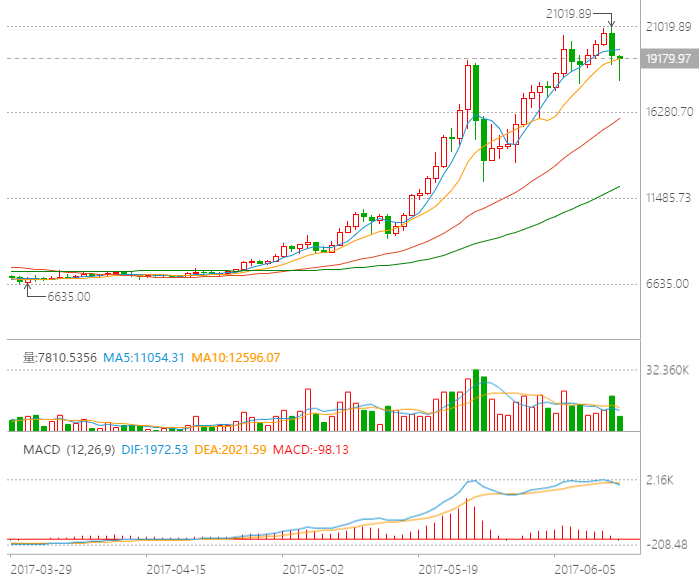 21019.89
21019.89
19179.97
16280.70
11485.73
6635.00
6635.00
量:7810.5356 MA5:11054.31 MA10:12596.07
32.360K
MACD (12,26,9) DIF:1972.53 DEA:2021.59 MACD:-98.13
2.16K
-208.48
2017-03-29 2017-04-15 2017-05-02 2017-05-19 2017-06-05